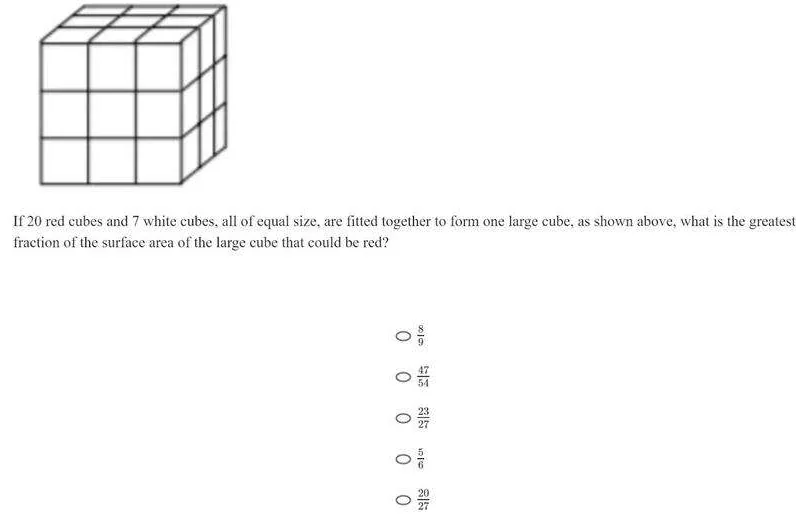 If 20 red cubes and 7 white cubes, all of equal size, are fitted together to form one large cube, as shown above, what is the greatest
fraction of the surface area of the large cube that could be red?
8/9
47/54
23/27
5/6
20/27